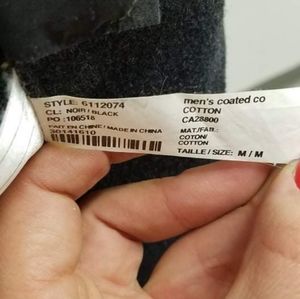 STYLE: 6112074
CL: NOIR / BLACK
PO : 106518
FAIT EN CHINE / MADE IN CHINA
30141610
men's coated co
COTTON
CA28800
MAT./FAB.:
COTON/
COTTON
TAILLE / SIZE: M / M